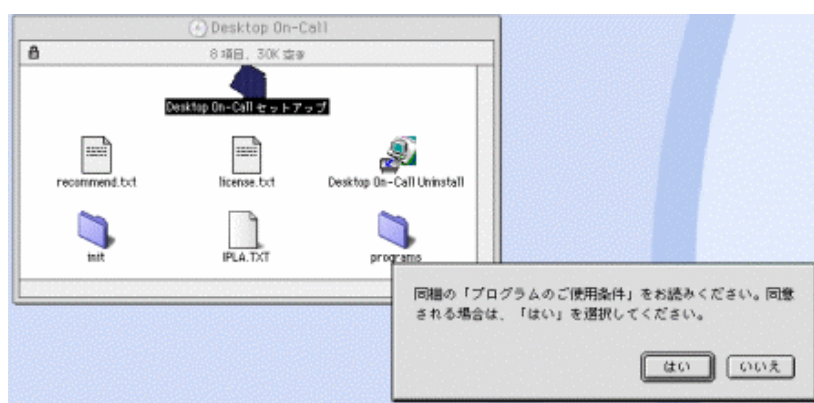 Desktop On-Call
8 項目、30K 空き
Desktop On-Call セットアップ
recommend.txt
license.txt
Desktop On-Call Uninstall
init
IPLA.TXT
programs
同梱の「プログラムのご使用条件」をお読みください。同意
される場合は、「はい」を選択してください。
はい
いいえ